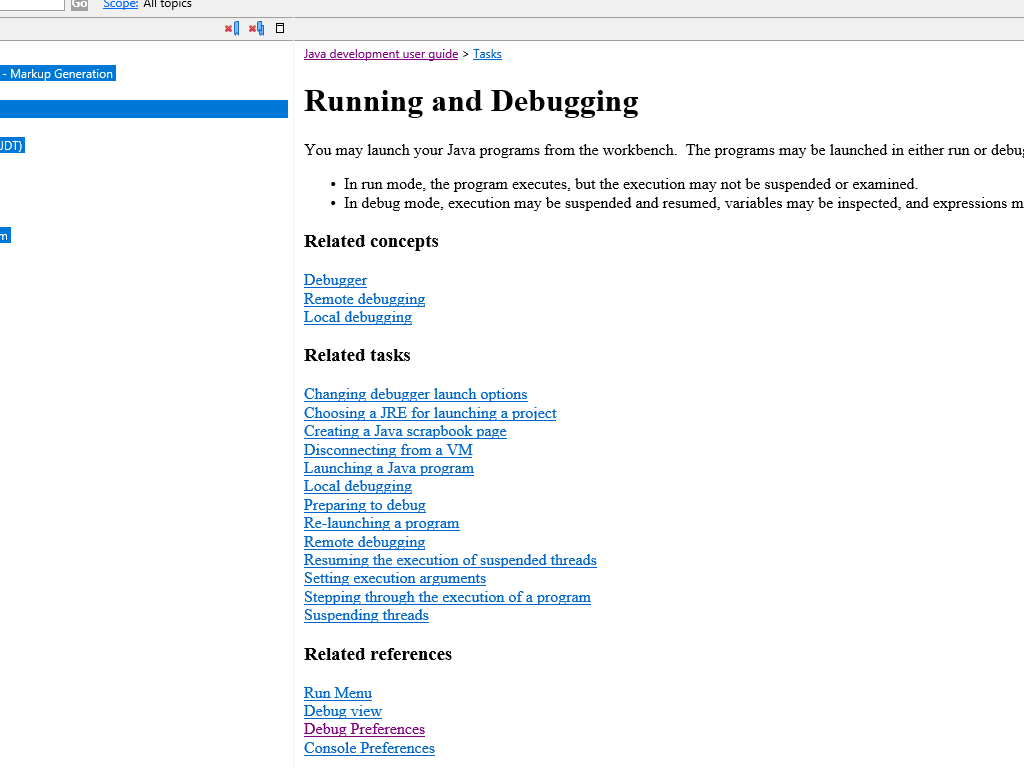 Go Scope: All topics
- Markup Generation
JDT)
m
Java development user guide > Tasks
Running and Debugging
You may launch your Java programs from the workbench.  The programs may be launched in either run or debu
• In run mode, the program executes, but the execution may not be suspended or examined.
• In debug mode, execution may be suspended and resumed, variables may be inspected, and expressions m
Related concepts
Debugger
Remote debugging
Local debugging
Related tasks
Changing debugger launch options
Choosing a JRE for launching a project
Creating a Java scrapbook page
Disconnecting from a VM
Launching a Java program
Local debugging
Preparing to debug
Re-launching a program
Remote debugging
Resuming the execution of suspended threads
Setting execution arguments
Stepping through the execution of a program
Suspending threads
Related references
Run Menu
Debug view
Debug Preferences
Console Preferences